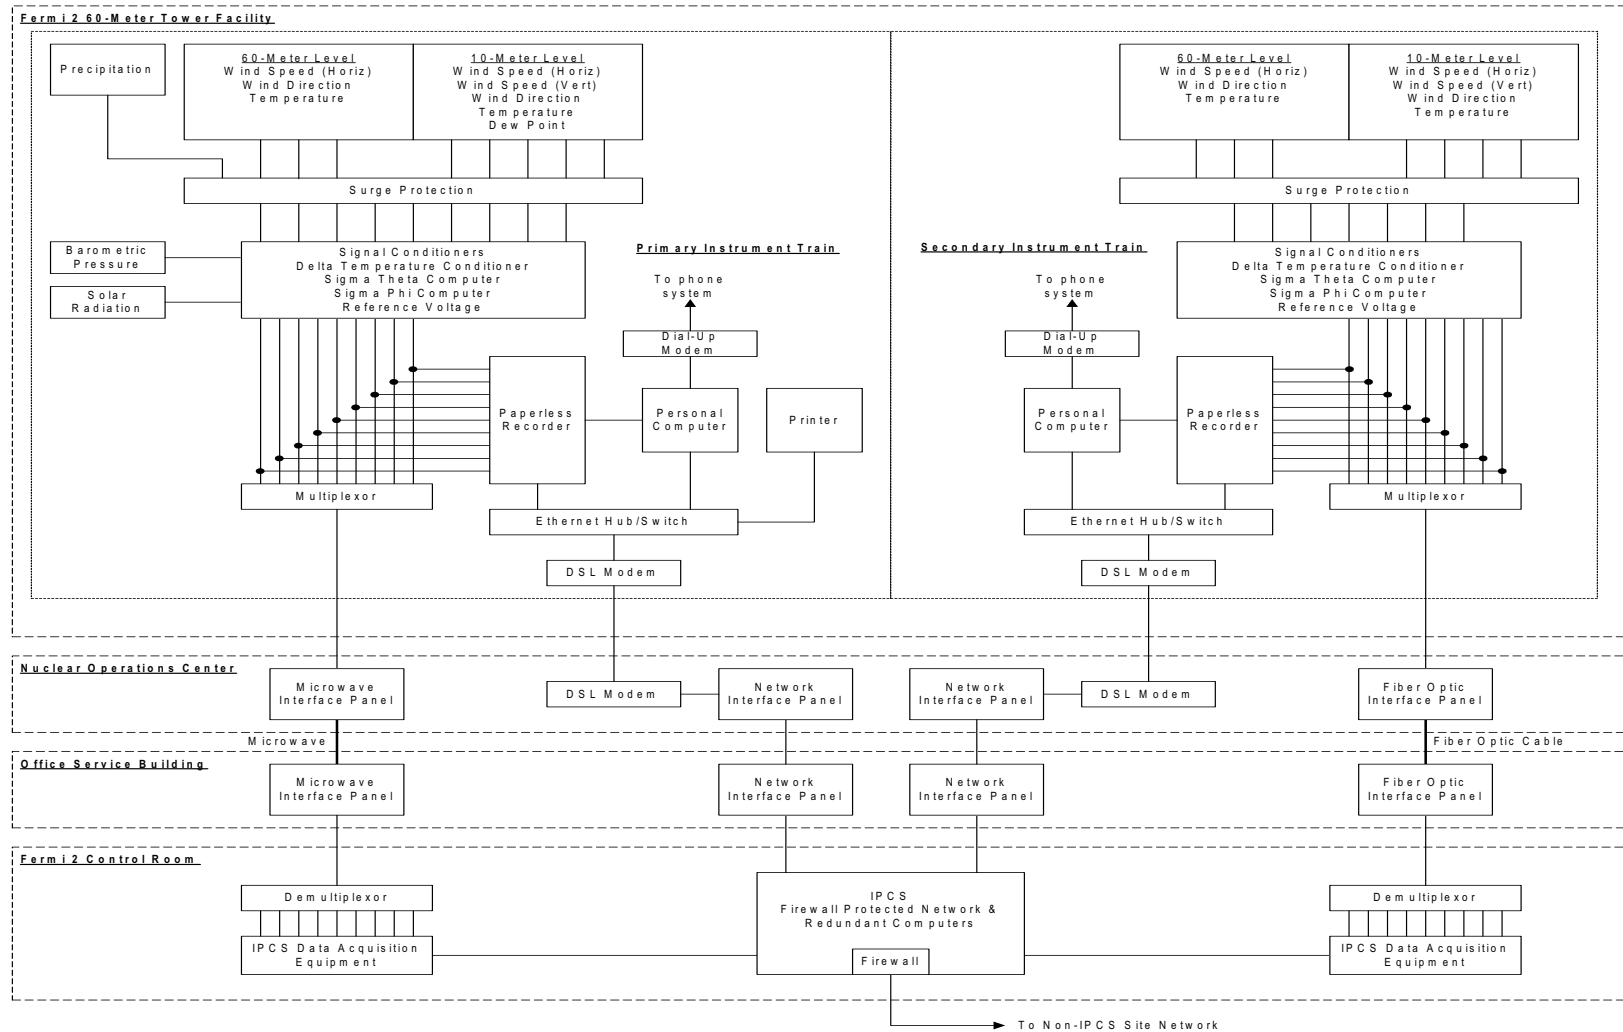 Fermi 2 60-Meter Tower Facility
Precipitation
60-Meter Level
Wind Speed (Horiz)
Wind Direction
Temperature
10-Meter Level
Wind Speed (Horiz)
Wind Speed (Vert)
Wind Direction
Temperature
Dew Point
Surge Protection
Barometric
Pressure
Solar
Radiation
Signal Conditioners
Delta Temperature Conditioner
Sigma Theta Computer
Sigma Phi Computer
Reference Voltage
Primary Instrument Train
To phone
system
Dial-Up
Modem
Paperless
Recorder
Personal
Computer
Printer
Multiplexor
Ethernet Hub/Switch
DSL Modem
60-Meter Level
Wind Speed (Horiz)
Wind Direction
Temperature
10-Meter Level
Wind Speed (Horiz)
Wind Speed (Vert)
Wind Direction
Temperature
Surge Protection
Secondary Instrument Train
To phone
system
Signal Conditioners
Delta Temperature Conditioner
Sigma Theta Computer
Sigma Phi Computer
Reference Voltage
Dial-Up
Modem
Personal
Computer
Paperless
Recorder
Multiplexor
Ethernet Hub/Switch
DSL Modem
Nuclear Operations Center
Microwave
Interface Panel
DSL Modem
Network
Interface Panel
Network
Interface Panel
DSL Modem
Fiber Optic
Interface Panel
Microwave
Fiber Optic Cable
Office Service Building
Microwave
Interface Panel
Network
Interface Panel
Network
Interface Panel
Fiber Optic
Interface Panel
Fermi 2 Control Room
Demultiplexor
IPCS Data Acquisition
Equipment
IPCS
Firewall Protected Network &
Redundant Computers
Firewall
Demultiplexor
IPCS Data Acquisition
Equipment
To Non-IPCS Site Network